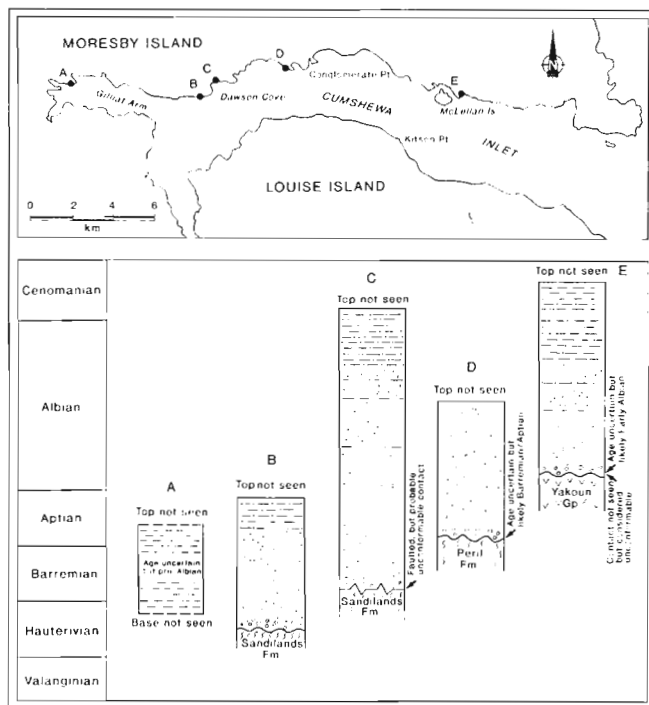 MORESBY ISLAND
A
B
C
D
E
Gillatt Arm
Dawson Cove
Conglomerate Pt
CUMSHEWA
McLellan Is
Kitson Pt
INLET
LOUISE ISLAND
0 2 4 6
km
Cenomanian
Albian
Aptian
Barremian
Hauterivian
Valanginian
A
Top not seen
Age uncertain
but pre Albian
Base not seen
B
Top not seen
Sandilands
Fm
C
Top not seen
Sandilands
Fm
Faulted, but probable
unconformable contact
D
Top not seen
Peril
Fm
Age uncertain but
likely Barremian/Aptian
E
Top not seen
Yakoun
Gp
Age uncertain but
likely Early Albian
Contact not seen
but considered
unconformable